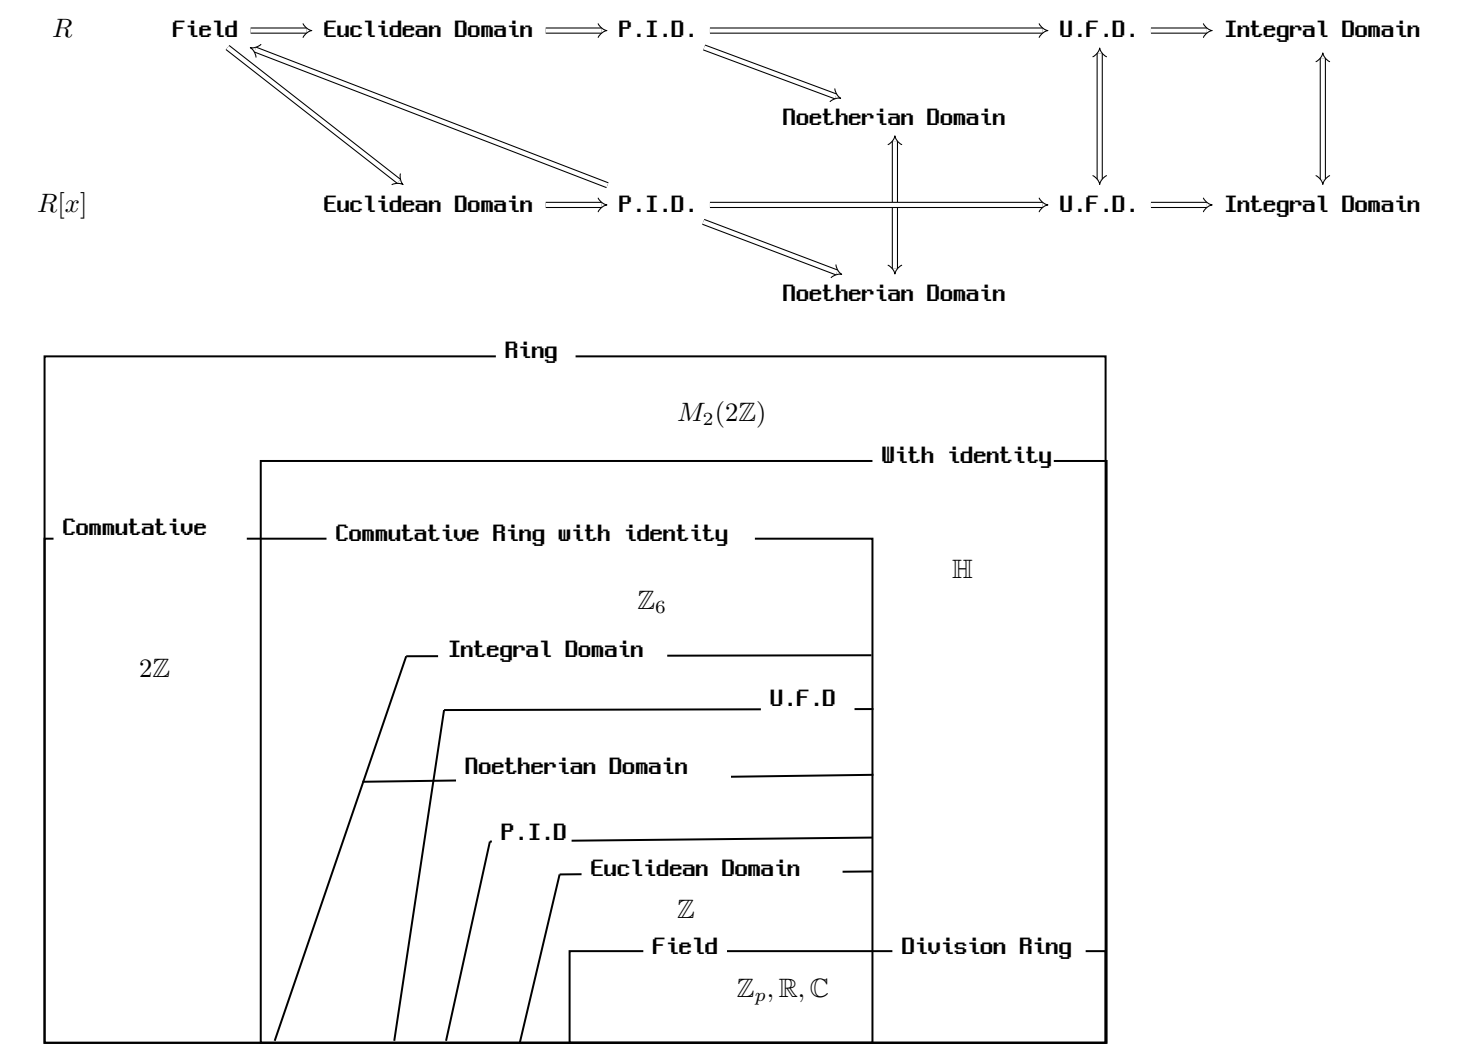 R Field Euclidean Domain P.I.D. U.F.D. Integral Domain
Noetherian Domain
R[x] Euclidean Domain P.I.D. U.F.D. Integral Domain
Noetherian Domain
Ring
M₂(2ℤ)
With identity
Commutative
Commutative Ring with identity
ℍ
ℤ₆
Integral Domain
2ℤ
U.F.D
Noetherian Domain
P.I.D
Euclidean Domain
ℤ
Field
Division Ring
ℤₚ, ℝ, ℂ